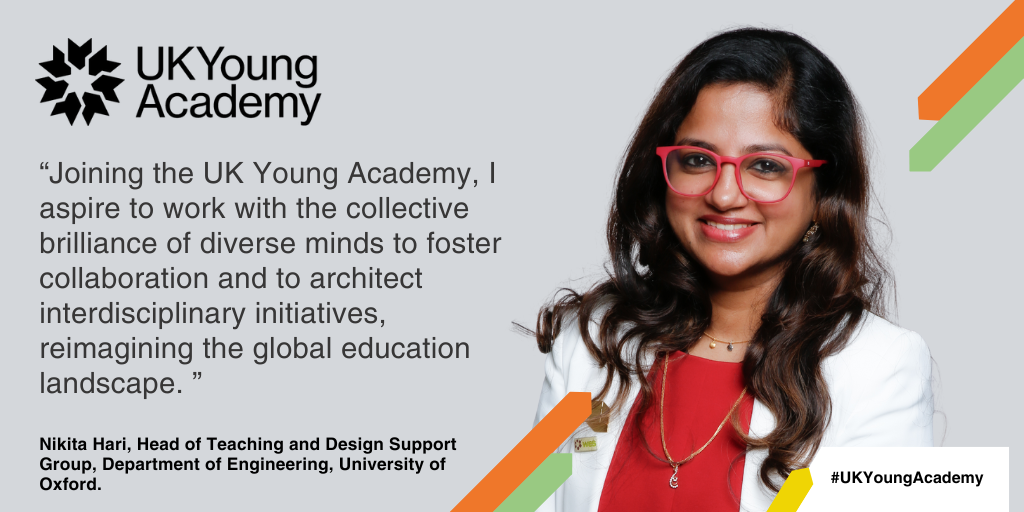 UKYoung
Academy
“Joining the UK Young Academy, I
aspire to work with the collective
brilliance of diverse minds to foster
collaboration and to architect
interdisciplinary initiatives,
reimagining the global education
landscape. ”
Nikita Hari, Head of Teaching and Design Support
Group, Department of Engineering, University of
Oxford.
#UKYoungAcademy